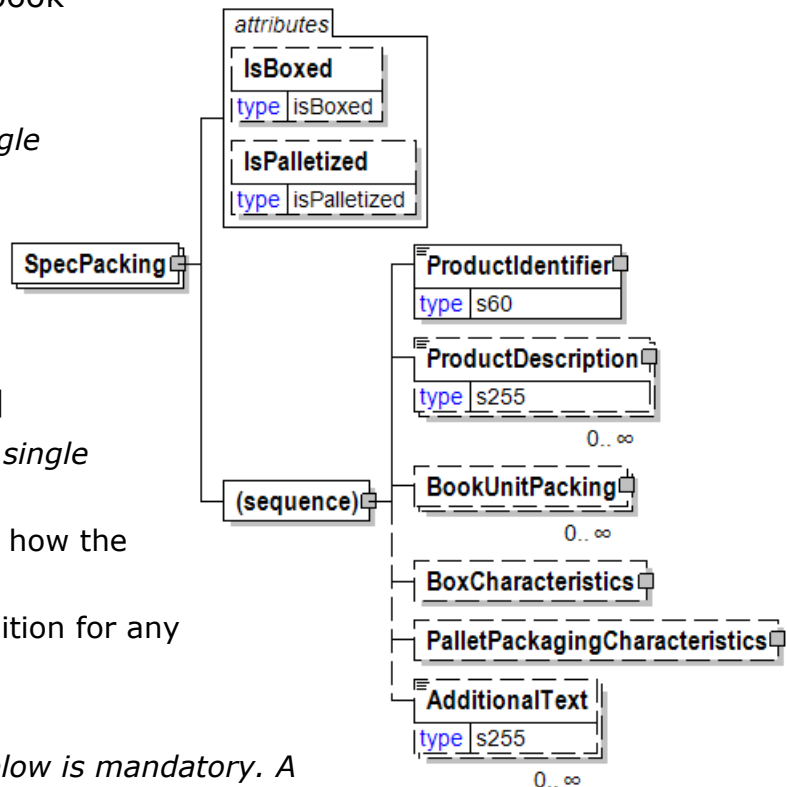 ook
attributes
IsBoxed
type isBoxed
gle
IsPalletized
type isPalletized
SpecPacking
ProductIdentifier
type s60
ProductDescription
type s255
0.. ∞
single
(sequence)
BookUnitPacking
0.. ∞
how the
BoxCharacteristics
ition for any
PalletPackagingCharacteristics
AdditionalText
type s255
low is mandatory. A
0.. ∞